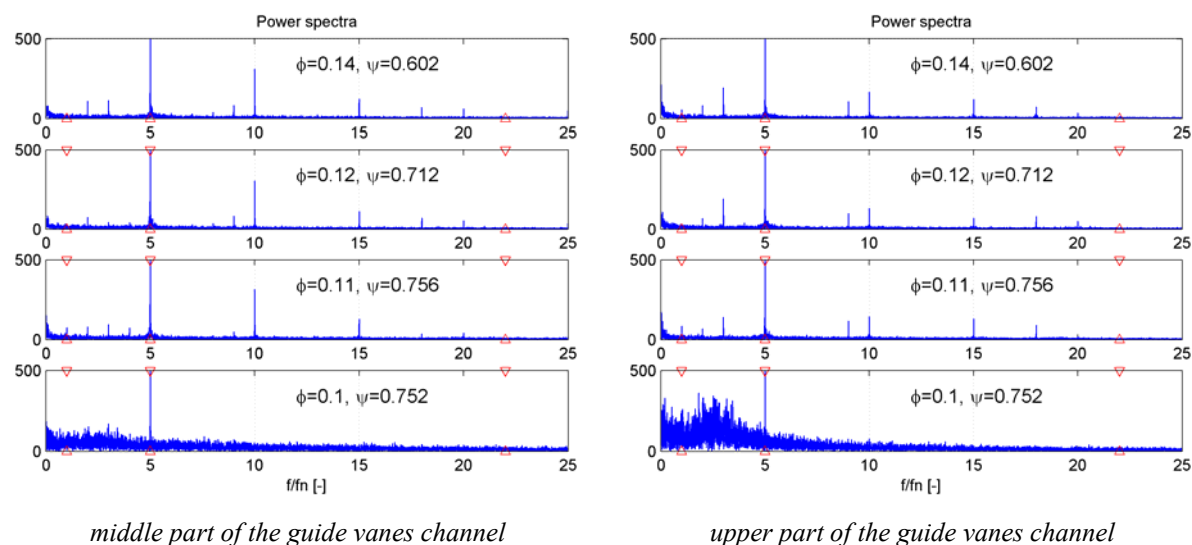 Power spectra
500
ϕ=0.14, ψ=0.602
0
0 5 10 15 20 25
500
ϕ=0.12, ψ=0.712
0
0 5 10 15 20 25
500
ϕ=0.11, ψ=0.756
0
0 5 10 15 20 25
500
ϕ=0.1, ψ=0.752
0
0 5 10 15 20 25
f/fn [-]
middle part of the guide vanes channel
Power spectra
500
ϕ=0.14, ψ=0.602
0
0 5 10 15 20 25
500
ϕ=0.12, ψ=0.712
0
0 5 10 15 20 25
500
ϕ=0.11, ψ=0.756
0
0 5 10 15 20 25
500
ϕ=0.1, ψ=0.752
0
0 5 10 15 20 25
f/fn [-]
upper part of the guide vanes channel